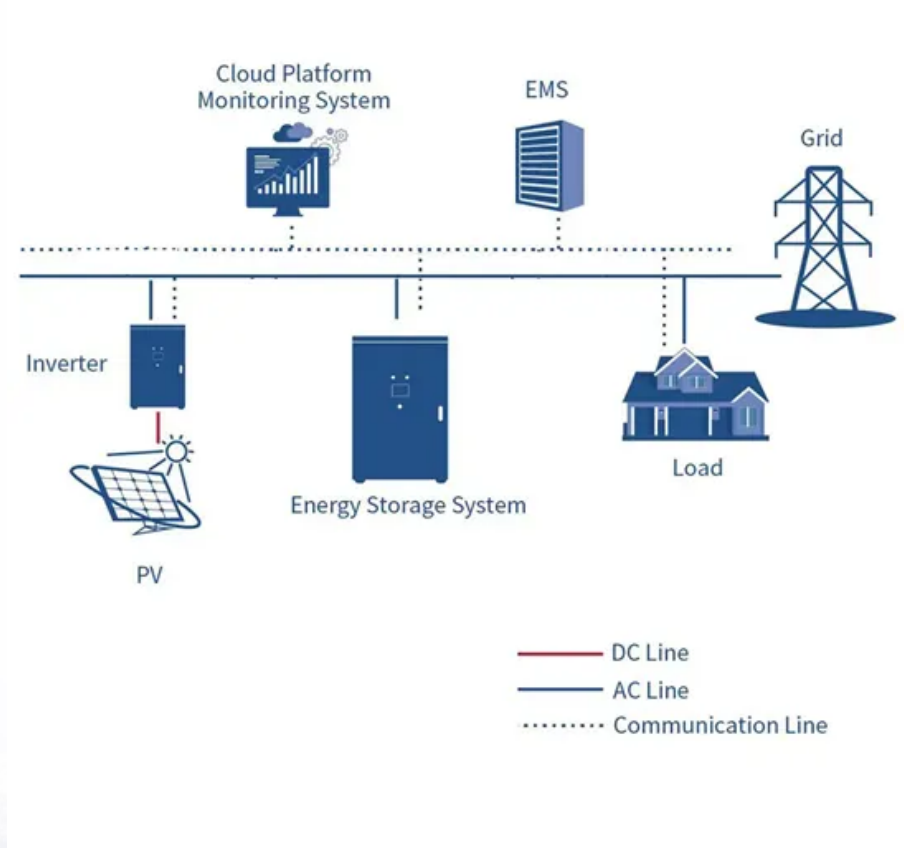 Cloud Platform
Monitoring System
EMS
Grid
Inverter
Load
Energy Storage System
PV
DC Line
AC Line
Communication Line